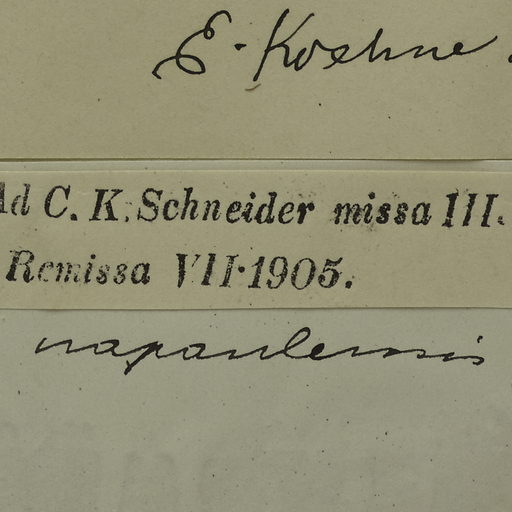 E. Koehne.
Ad C. K. Schneider missa III.
Remissa VII·1905.
napaulensis